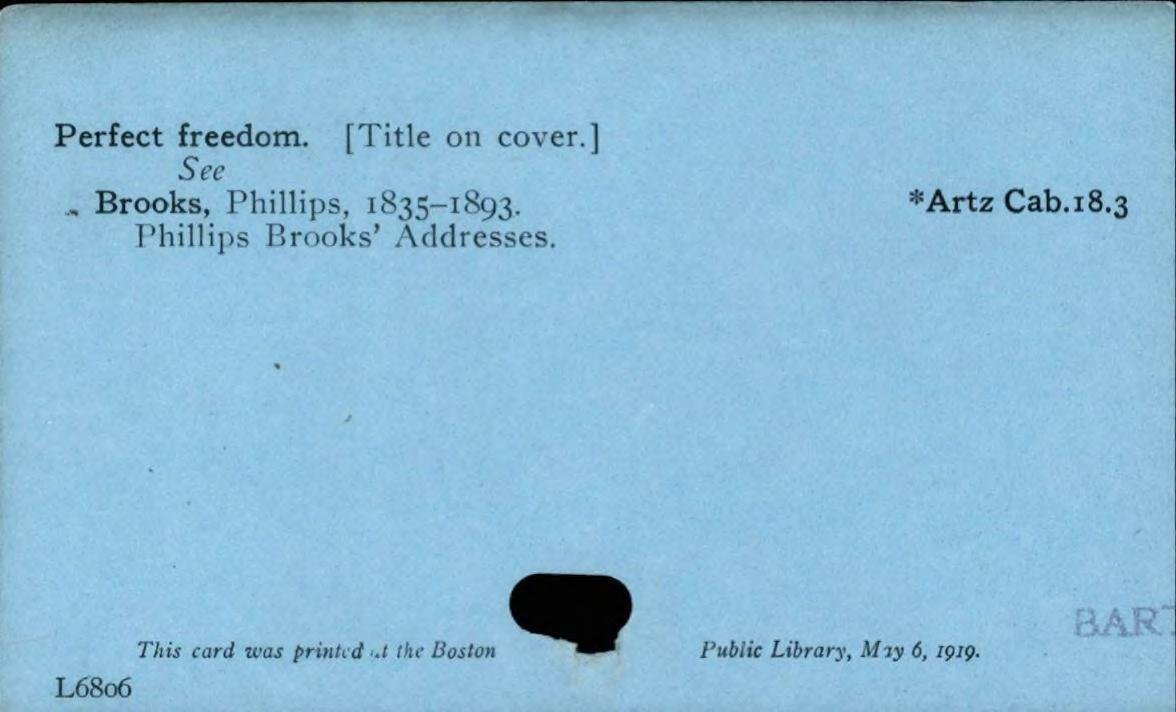 Perfect freedom. [Title on cover.]
See
Brooks, Phillips, 1835–1893. *Artz Cab.18.3
Phillips Brooks' Addresses.
BAR
This card was printed at the Boston Public Library, May 6, 1919.
L6806